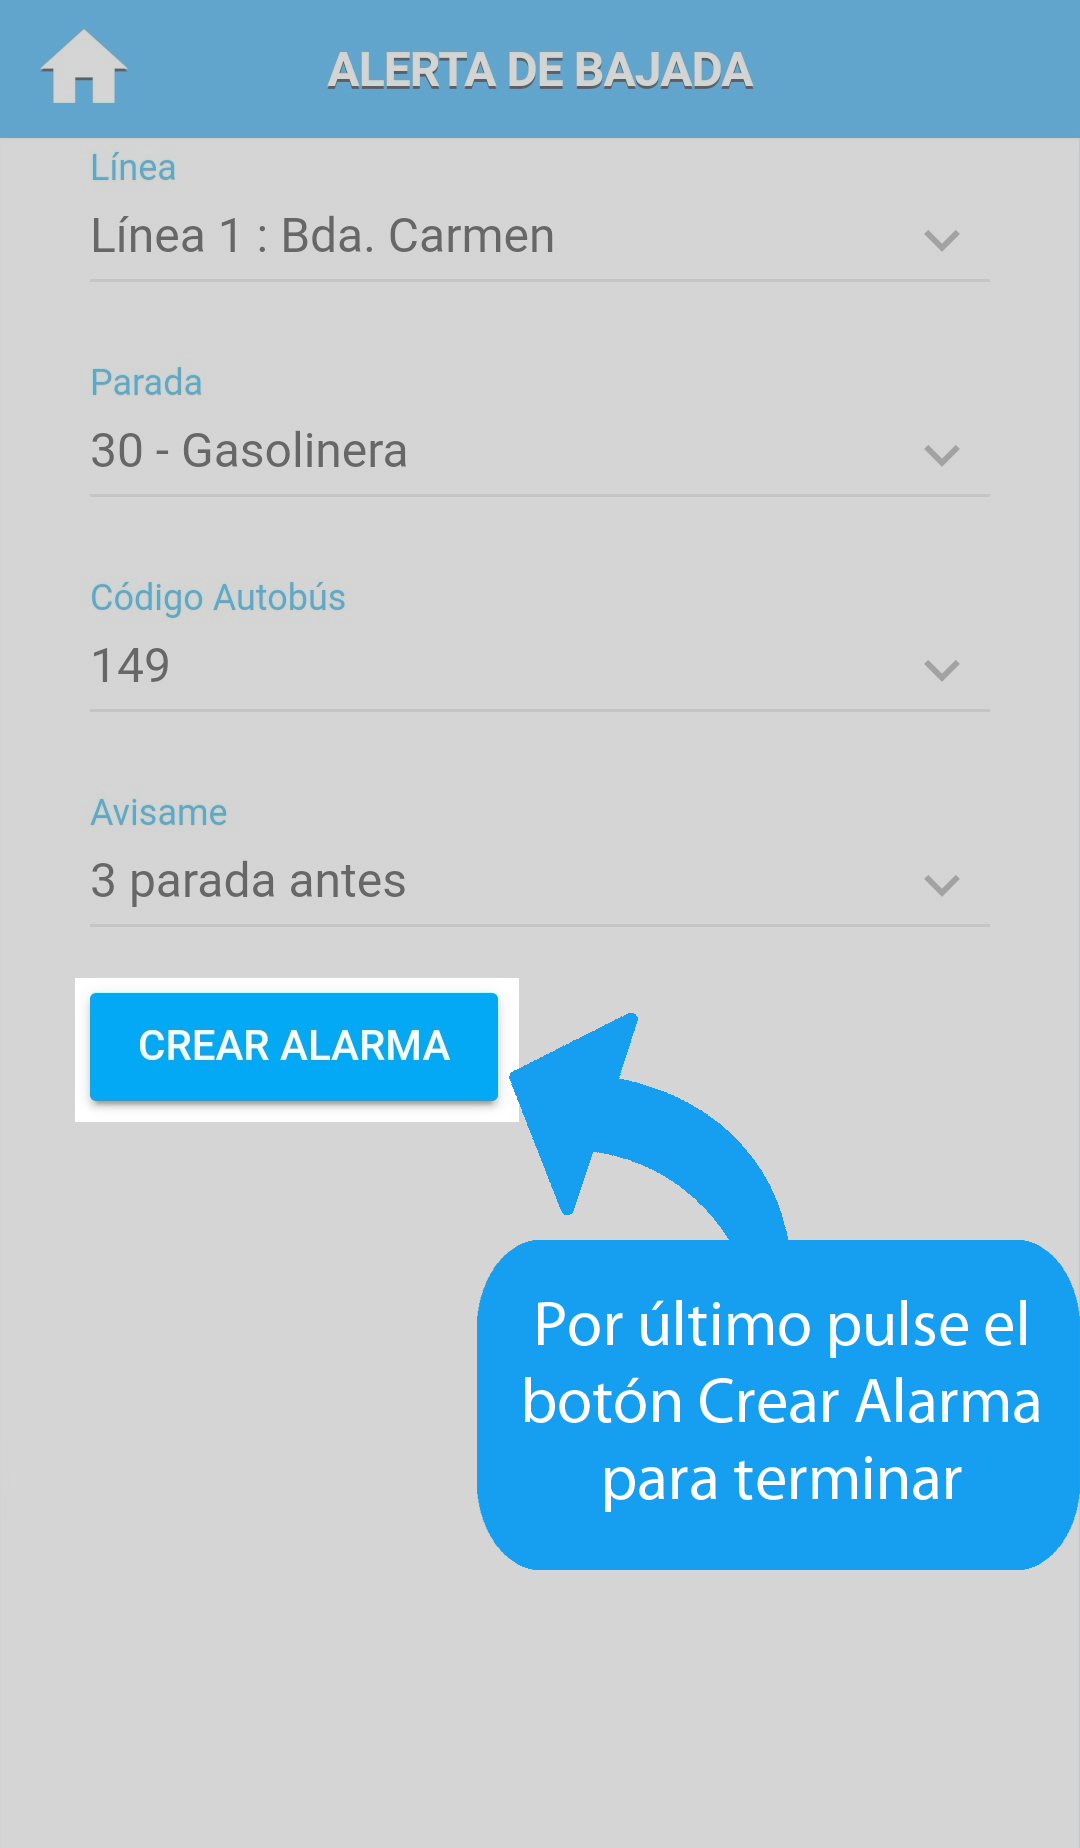 ALERTA DE BAJADA
Línea
Línea 1 : Bda. Carmen
Parada
30 - Gasolinera
Código Autobús
149
Avisame
3 parada antes
CREAR ALARMA
Por último pulse el
botón Crear Alarma
para terminar